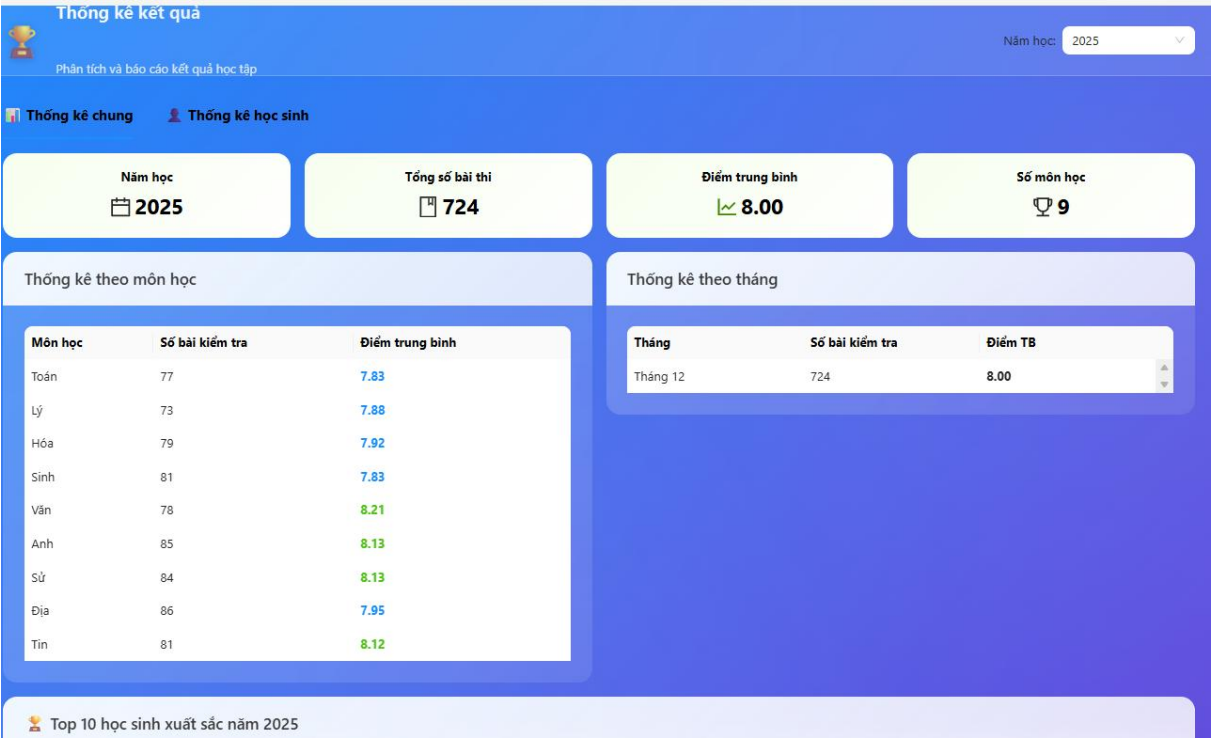 Thống kê kết quả
Năm học: 2025
Phân tích và báo cáo kết quả học tập
Thống kê chung Thống kê học sinh
Năm học
2025
Tổng số bài thi
724
Điểm trung bình
8.00
Số môn học
9
Thống kê theo môn học
Môn học Số bài kiểm tra Điểm trung bình
Toán 77 7.83
Lý 73 7.88
Hóa 79 7.92
Sinh 81 7.83
Văn 78 8.21
Anh 85 8.13
Sử 84 8.13
Địa 86 7.95
Tin 81 8.12
Thống kê theo tháng
Tháng Số bài kiểm tra Điểm TB
Tháng 12 724 8.00
Top 10 học sinh xuất sắc năm 2025